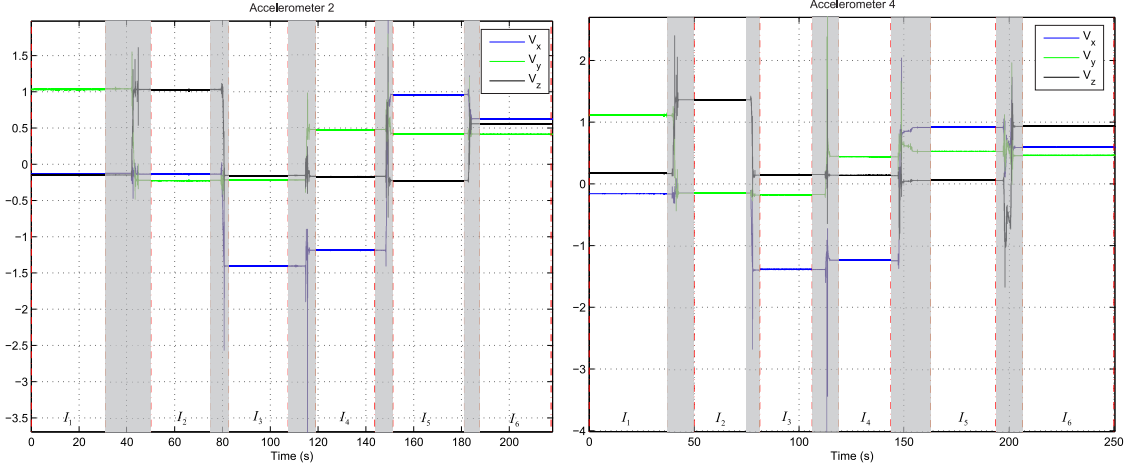 Accelerometer 2
1.5
1
0.5
0
−0.5
−1
−1.5
−2
−2.5
−3
−3.5
V_x
V_y
V_z
I_1 I_2 I_3 I_4 I_5 I_6
0 20 40 60 80 100 120 140 160 180 200
Time (s)
Accelerometer 4
2
1
0
−1
−2
−3
−4
V_x
V_y
V_z
I_1 I_2 I_3 I_4 I_5 I_6
0 50 100 150 200 250
Time (s)